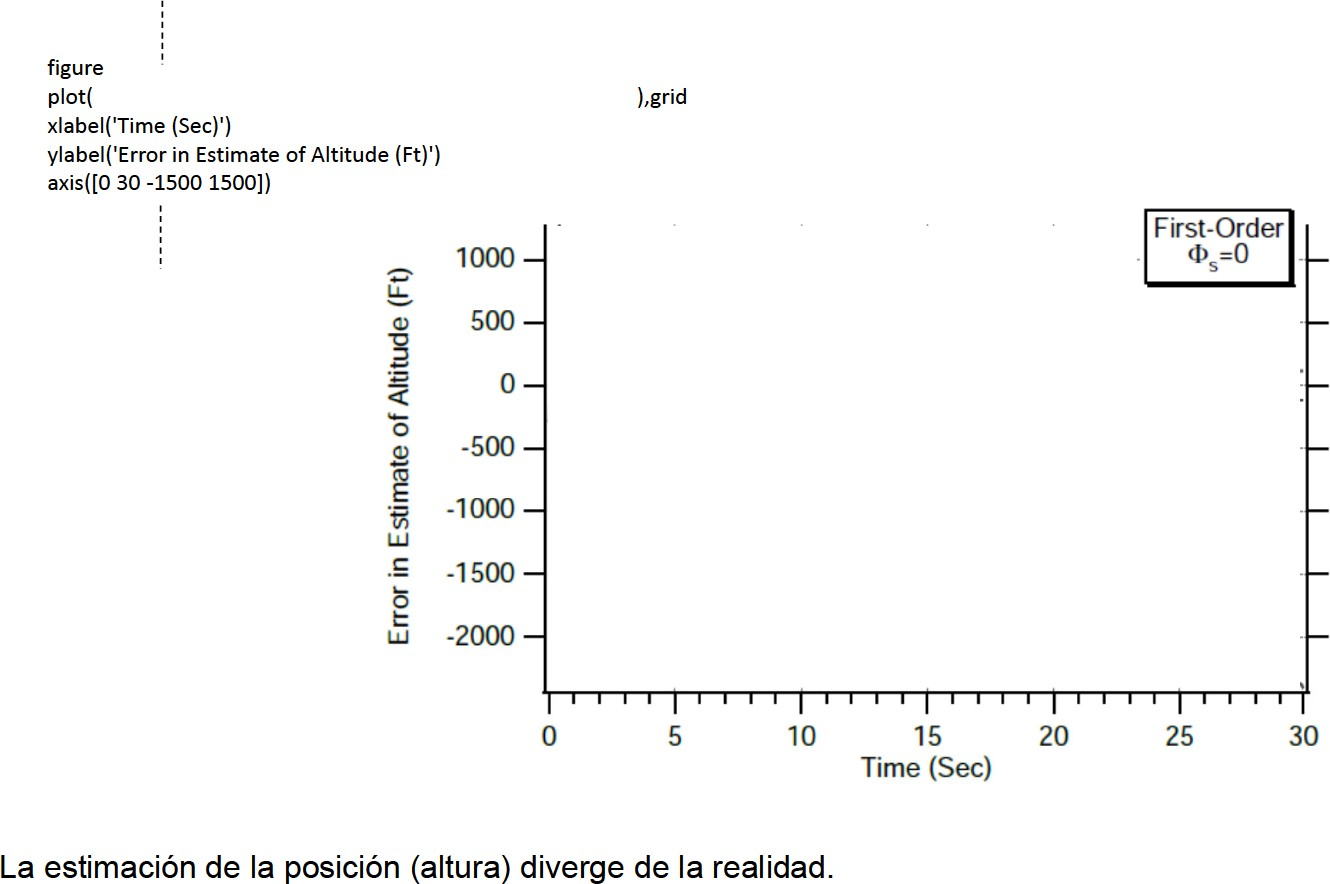 figure
plot( ),grid
xlabel('Time (Sec)')
ylabel('Error in Estimate of Altitude (Ft)')
axis([0 30 -1500 1500])
First-Order
Φs=0
1000
500
0
-500
-1000
-1500
-2000
Error in Estimate of Altitude (Ft)
0 5 10 15 20 25 30
Time (Sec)
La estimación de la posición (altura) diverge de la realidad.